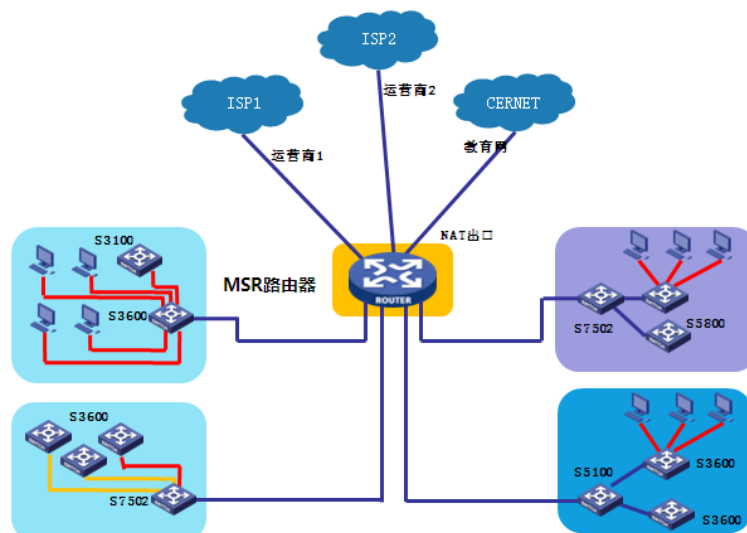 ISP2
ISP1
CERNET
运营商2
运营商1
教育网
NAT出口
MSR路由器
ROUTER
S3100
S3600
S7502
S5800
S3600
S7502
S5100
S3600
S3600